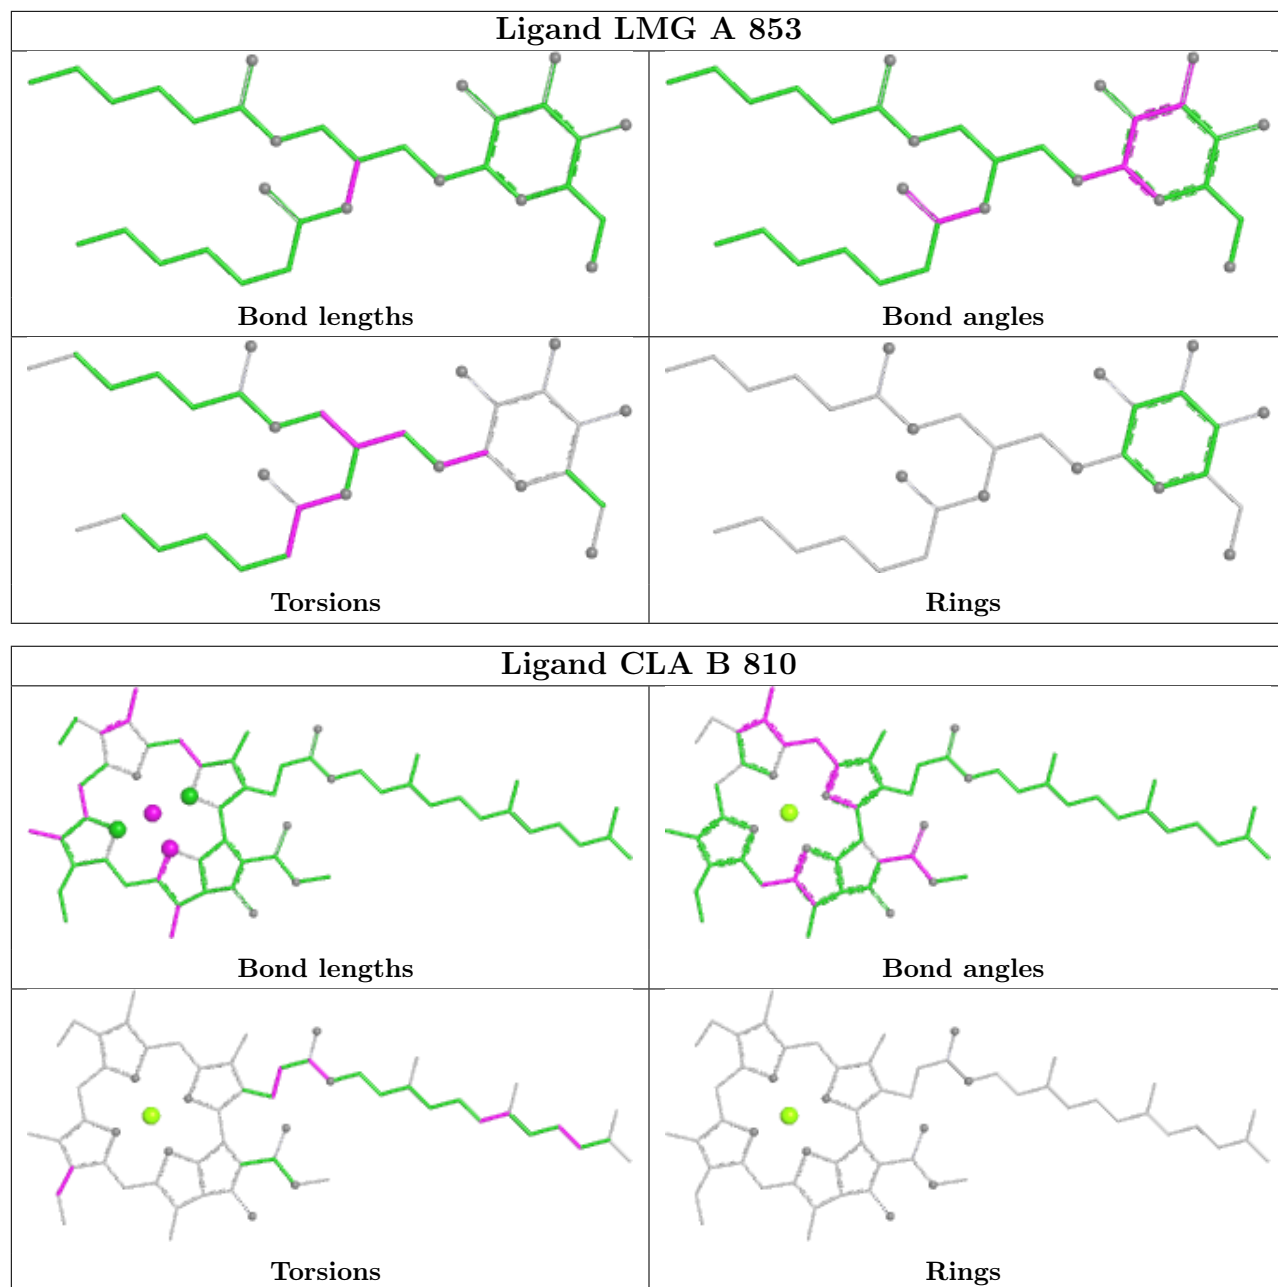 Ligand LMG A 853
Bond lengths
Bond angles
Torsions
Rings
Ligand CLA B 810
Bond lengths
Bond angles
Torsions
Rings